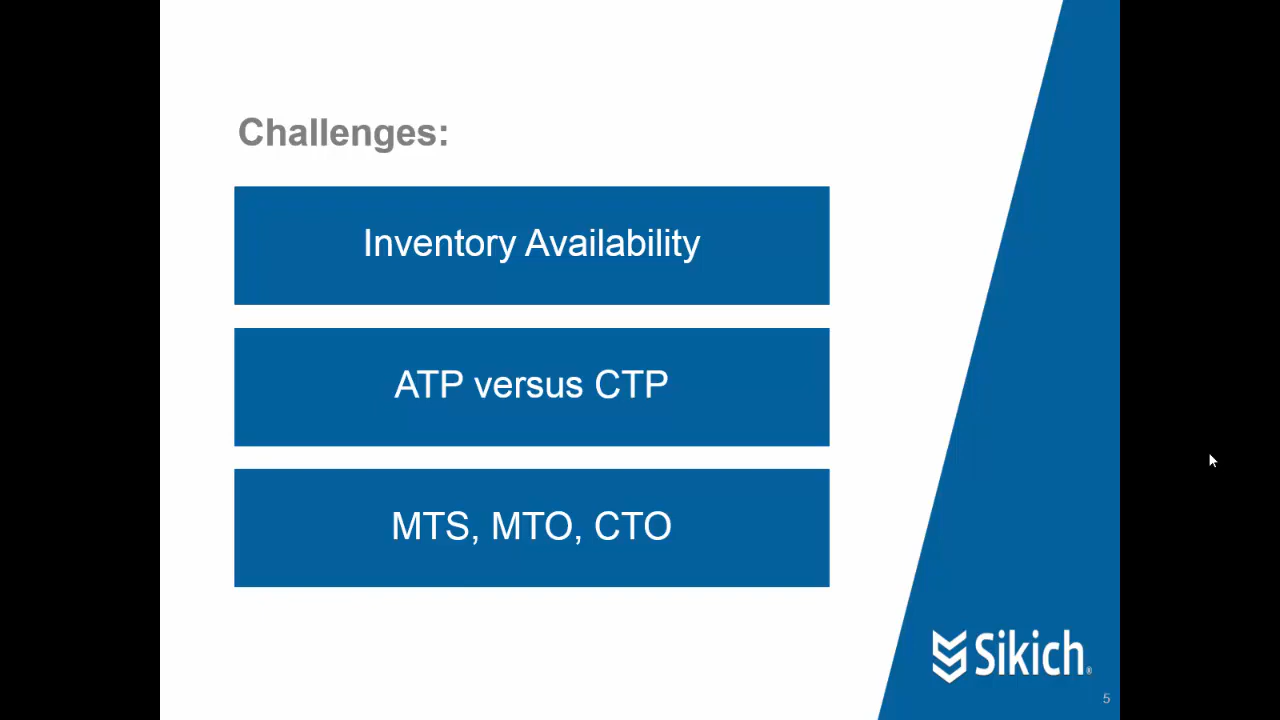 Challenges:
Inventory Availability
ATP versus CTP
MTS, MTO, CTO
Sikich®
5